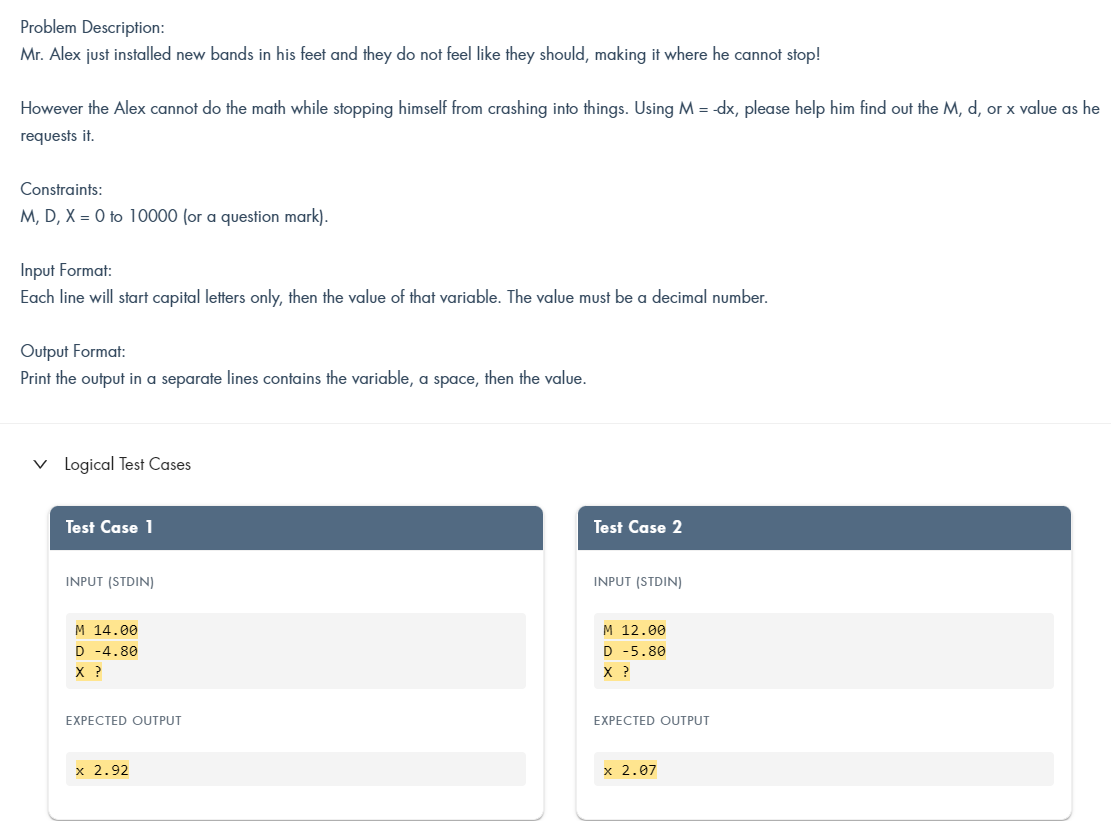 Problem Description:
Mr. Alex just installed new bands in his feet and they do not feel like they should, making it where he cannot stop!
However the Alex cannot do the math while stopping himself from crashing into things. Using M = -dx, please help him find out the M, d, or x value as he
requests it.
Constraints:
M, D, X = 0 to 10000 (or a question mark).
Input Format:
Each line will start capital letters only, then the value of that variable. The value must be a decimal number.
Output Format:
Print the output in a separate lines contains the variable, a space, then the value.
Logical Test Cases
Test Case 1
INPUT (STDIN)
M 14.00
D -4.80
X ?
EXPECTED OUTPUT
x 2.92
Test Case 2
INPUT (STDIN)
M 12.00
D -5.80
X ?
EXPECTED OUTPUT
x 2.07